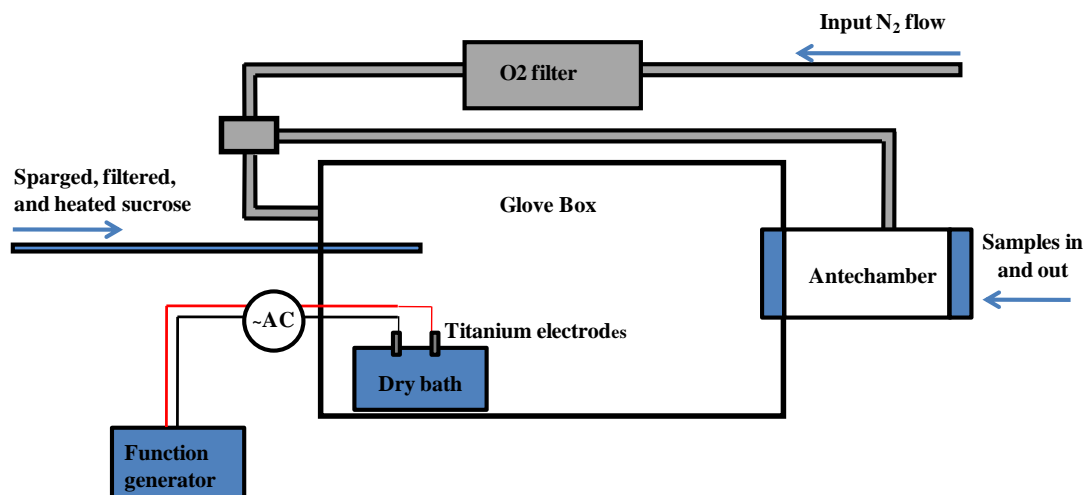 Input N₂ flow
O2 filter
Sparged, filtered,
and heated sucrose
Glove Box
Antechamber
Samples in
and out
~AC
Titanium electrodes
Dry bath
Function
generator